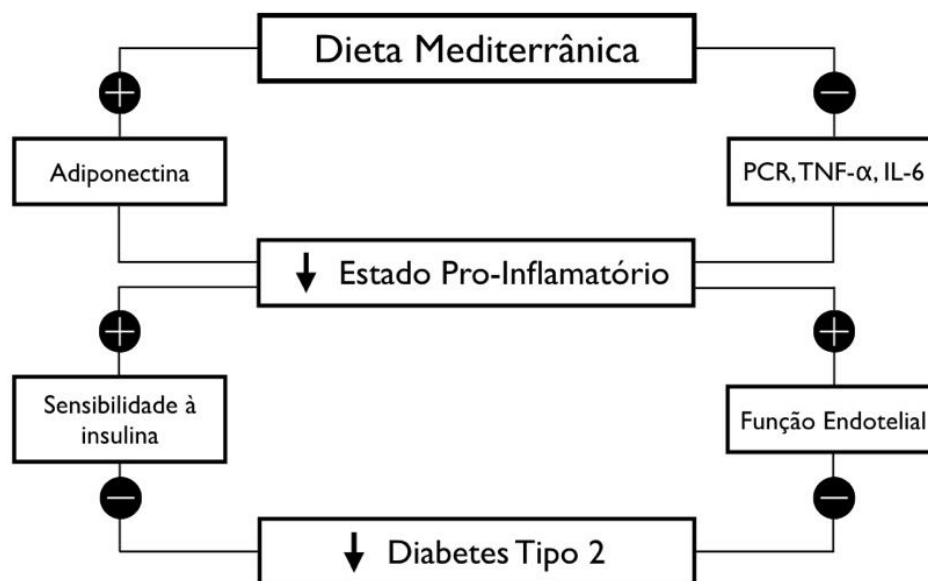 Dieta Mediterrânica
Adiponectina
PCR, TNF-α, IL-6
↓ Estado Pro-Inflamatório
Sensibilidade à
insulina
Função Endotelial
↓ Diabetes Tipo 2